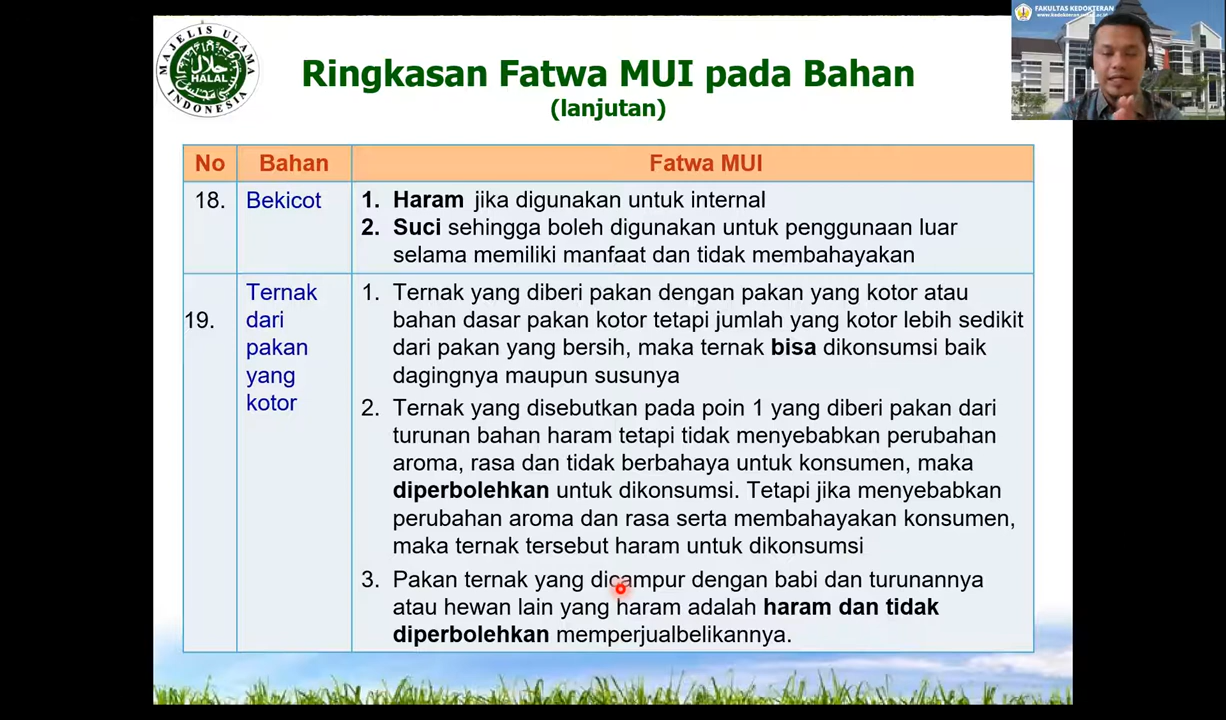 MAJELIS ULAMA
حلال
HALAL
INDONESIA
Ringkasan Fatwa MUI pada Bahan
(lanjutan)
FAKULTAS KEDOKTERAN
No Bahan Fatwa MUI
18. Bekicot 1. Haram jika digunakan untuk internal
2. Suci sehingga boleh digunakan untuk penggunaan luar
selama memiliki manfaat dan tidak membahayakan
19. Ternak dari pakan yang kotor
1. Ternak yang diberi pakan dengan pakan yang kotor atau
bahan dasar pakan kotor tetapi jumlah yang kotor lebih sedikit
dari pakan yang bersih, maka ternak bisa dikonsumsi baik
dagingnya maupun susunya
2. Ternak yang disebutkan pada poin 1 yang diberi pakan dari
turunan bahan haram tetapi tidak menyebabkan perubahan
aroma, rasa dan tidak berbahaya untuk konsumen, maka
diperbolehkan untuk dikonsumsi. Tetapi jika menyebabkan
perubahan aroma dan rasa serta membahayakan konsumen,
maka ternak tersebut haram untuk dikonsumsi
3. Pakan ternak yang dicampur dengan babi dan turunannya
atau hewan lain yang haram adalah haram dan tidak
diperbolehkan memperjualbelikannya.